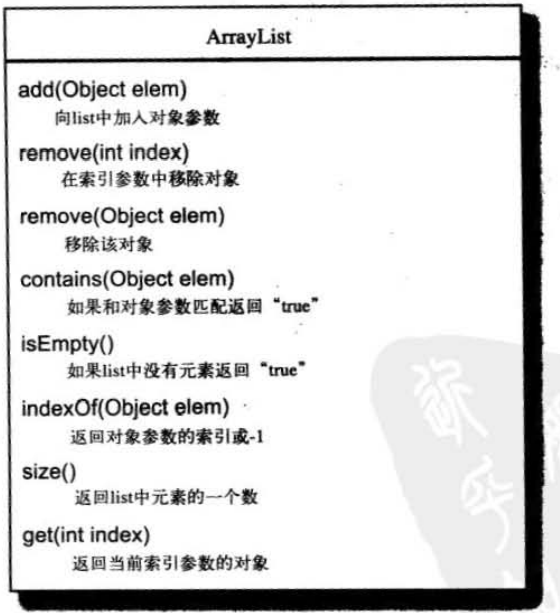 ArrayList
add(Object elem)
向list中加入对象参数
remove(int index)
在索引参数中移除对象
remove(Object elem)
移除该对象
contains(Object elem)
如果和对象参数匹配返回“true”
isEmpty()
如果list中没有元素返回“true”
indexOf(Object elem)
返回对象参数的索引或-1
size()
返回list中元素的一个数
get(int index)
返回当前索引参数的对象